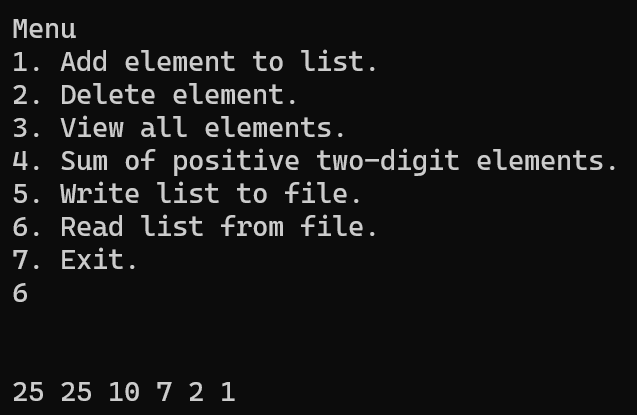 Menu
1. Add element to list.
2. Delete element.
3. View all elements.
4. Sum of positive two-digit elements.
5. Write list to file.
6. Read list from file.
7. Exit.
6
25 25 10 7 2 1